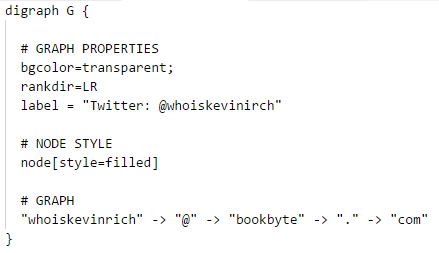 digraph G {
# GRAPH PROPERTIES
bgcolor=transparent;
rankdir=LR
label = "Twitter: @whoiskevinirch"
# NODE STYLE
node[style=filled]
# GRAPH
"whoiskevinrich" -> "@" -> "bookbyte" -> "." -> "com"
}